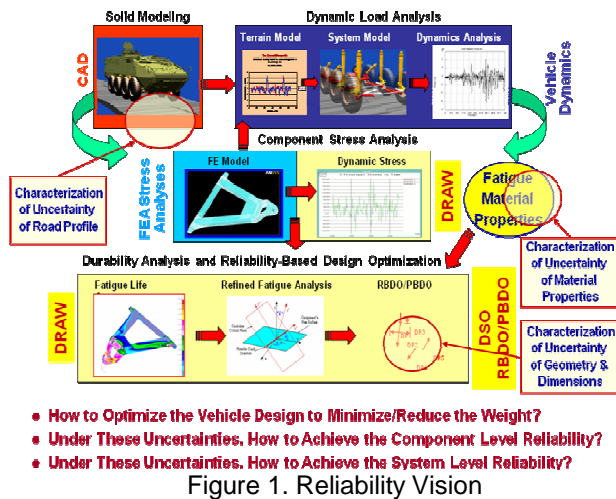 Solid Modeling
Dynamic Load Analysis
Terrain Model
System Model
Dynamics Analysis
CAD
Vehicle
Dynamics
Component Stress Analysis
FE Model
Dynamic Stress
FEA Stress
Analyses
DRAW
Fatigue
Material
Properties
Characterization
of Uncertainty
of Road Profile
Characterization
of Uncertainty
of Material
Properties
Durability Analysis and Reliability-Based Design Optimization
Fatigue Life
Refined Fatigue Analysis
RBDO/PBDO
DRAW
DSO
RBDO/PBDO
Characterization
of Uncertainty
of Geometry &
Dimensions
• How to Optimize the Vehicle Design to Minimize/Reduce the Weight?
• Under These Uncertainties. How to Achieve the Component Level Reliability?
• Under These Uncertainties. How to Achieve the System Level Reliability?
Figure 1. Reliability Vision